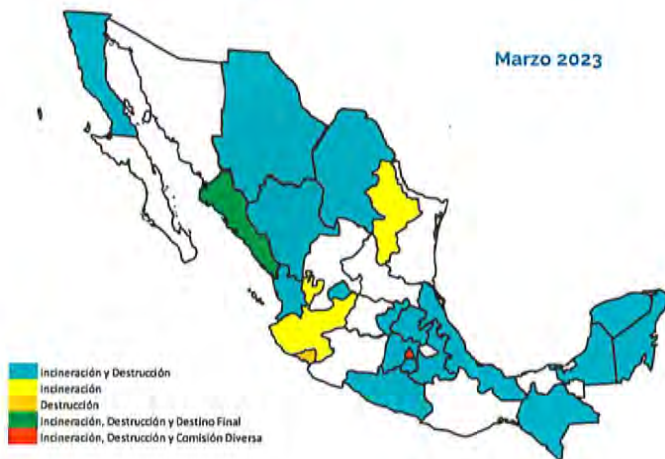 Marzo 2023
Incineración y Destrucción
Incineración
Destrucción
Incineración, Destrucción y Destino Final
Incineración, Destrucción y Comisión Diversa